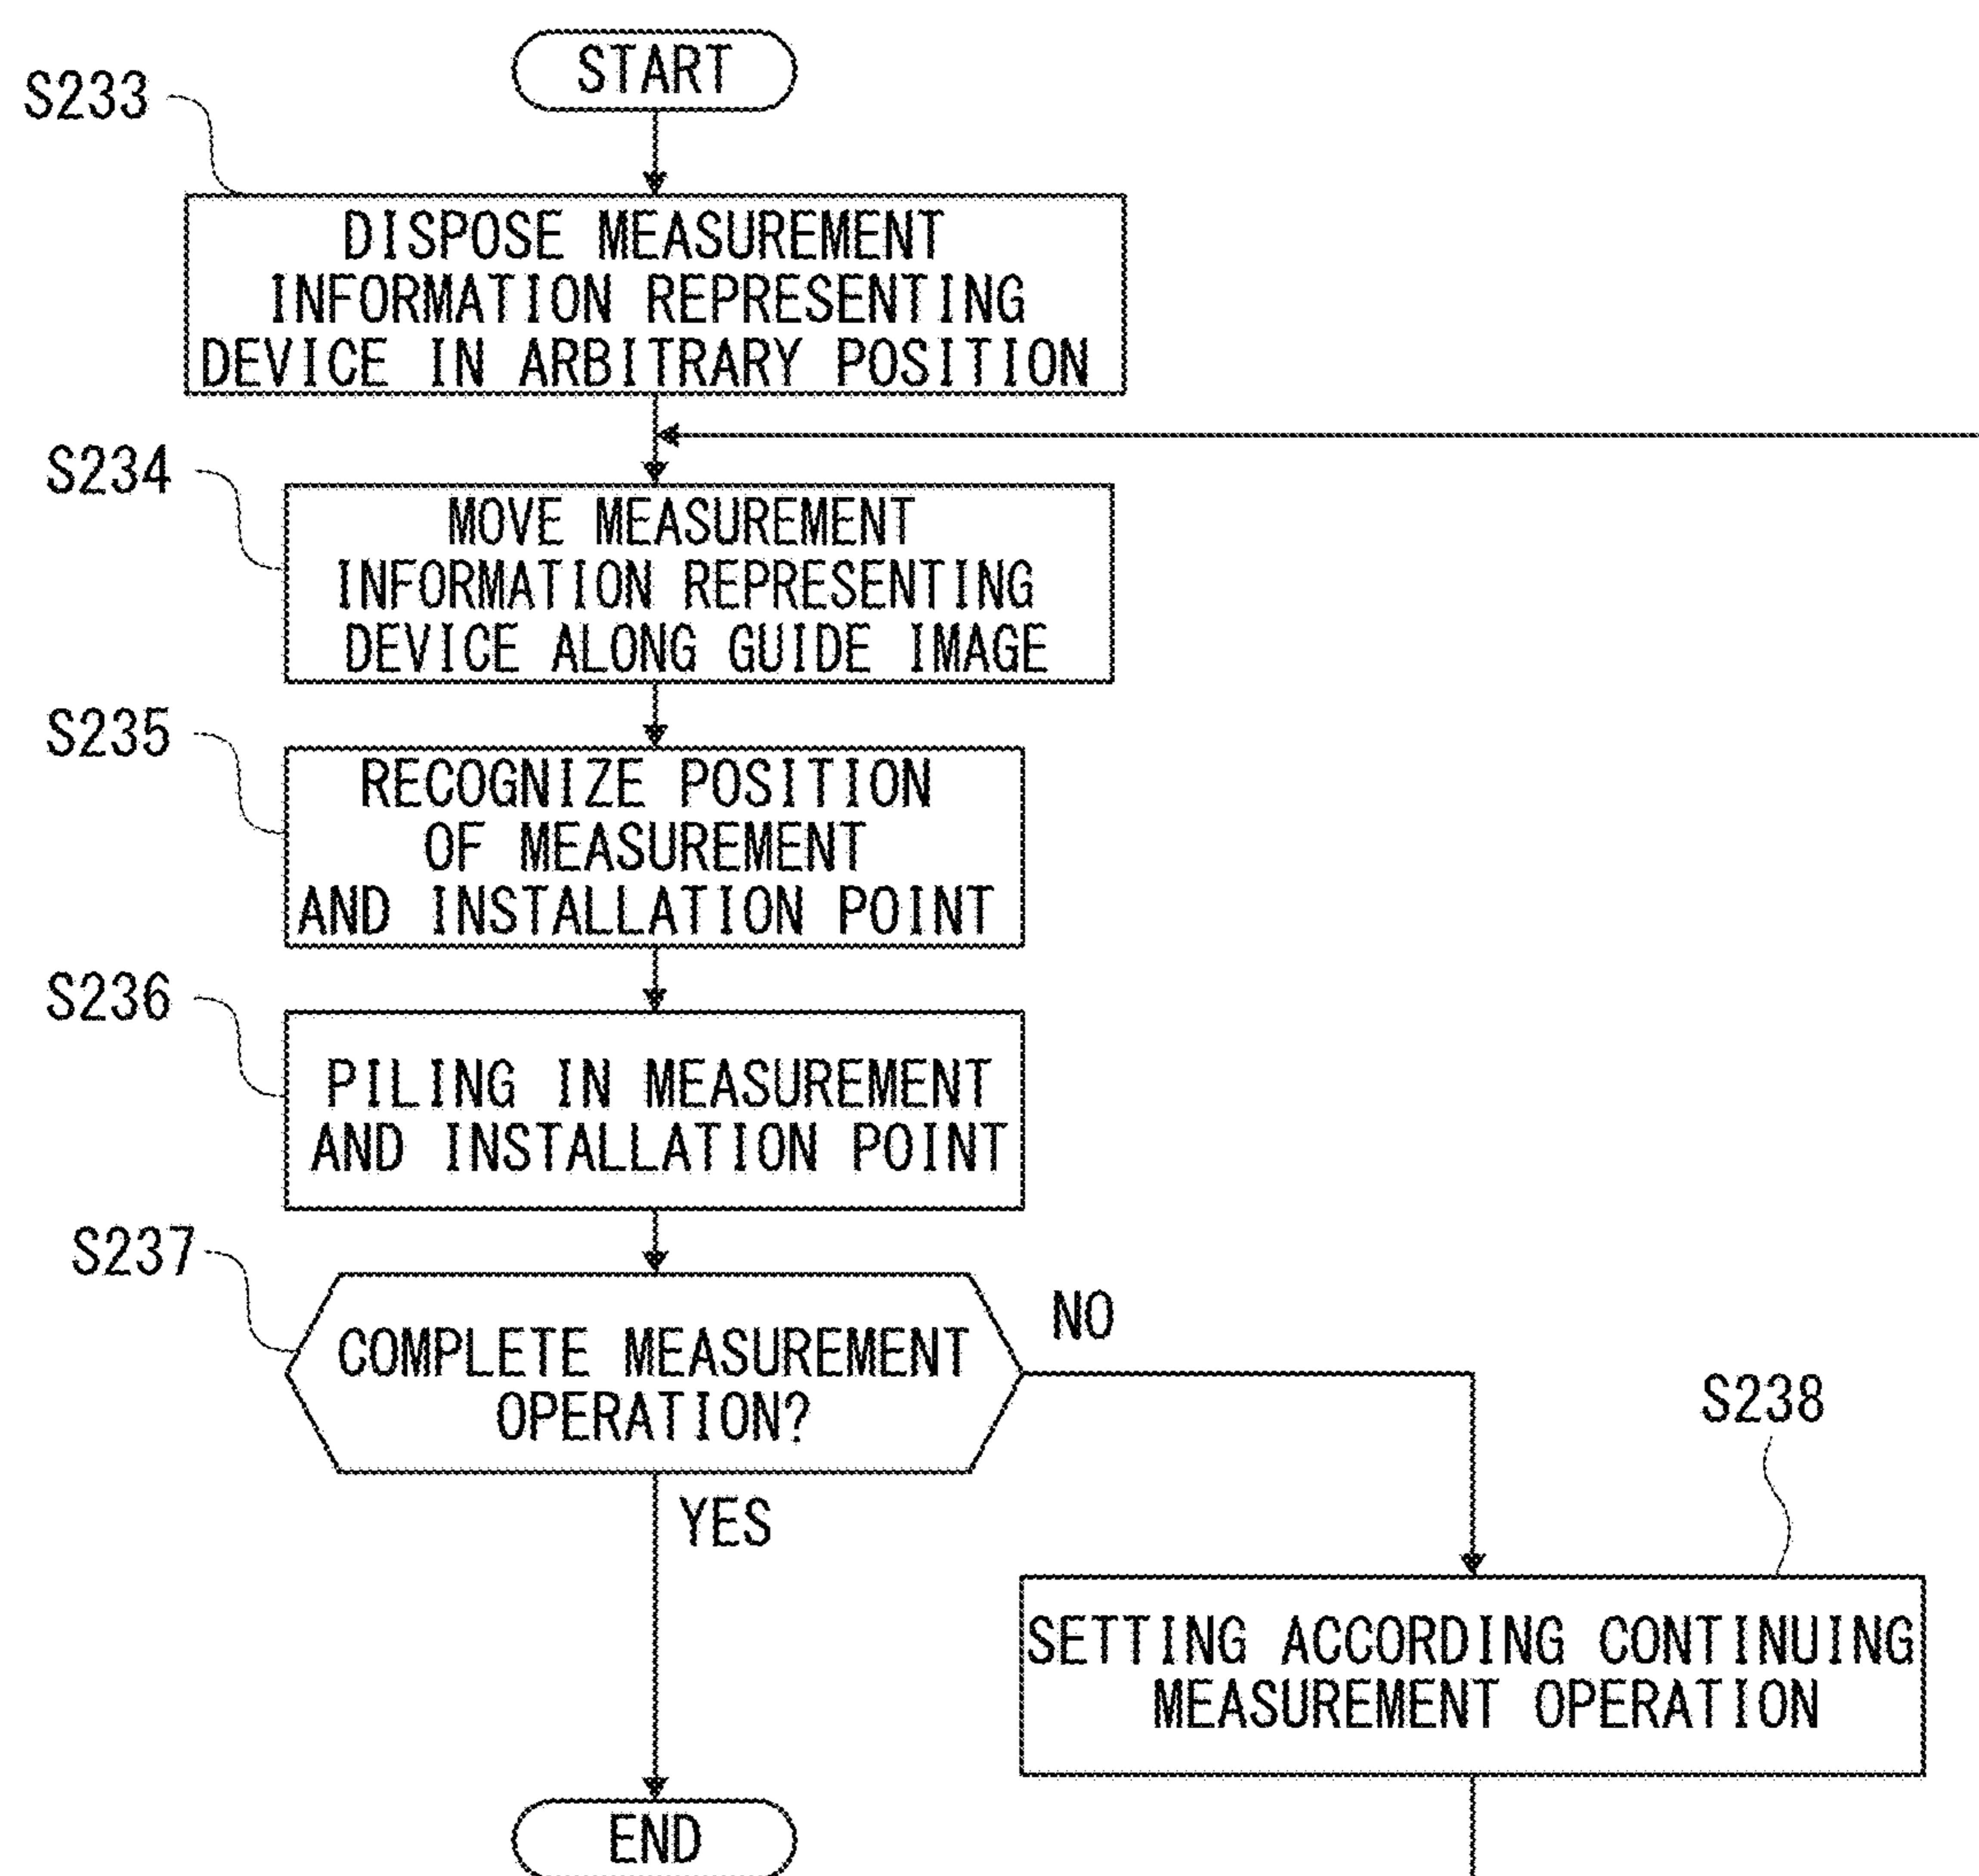 START
S233
DISPOSE MEASUREMENT
INFORMATION REPRESENTING
DEVICE IN ARBITRARY POSITION
S234
MOVE MEASUREMENT
INFORMATION REPRESENTING
DEVICE ALONG GUIDE IMAGE
S235
RECOGNIZE POSITION
OF MEASUREMENT
AND INSTALLATION POINT
S236
PILING IN MEASUREMENT
AND INSTALLATION POINT
S237
COMPLETE MEASUREMENT
OPERATION?
NO
YES
S238
SETTING ACCORDING CONTINUING
MEASUREMENT OPERATION
END